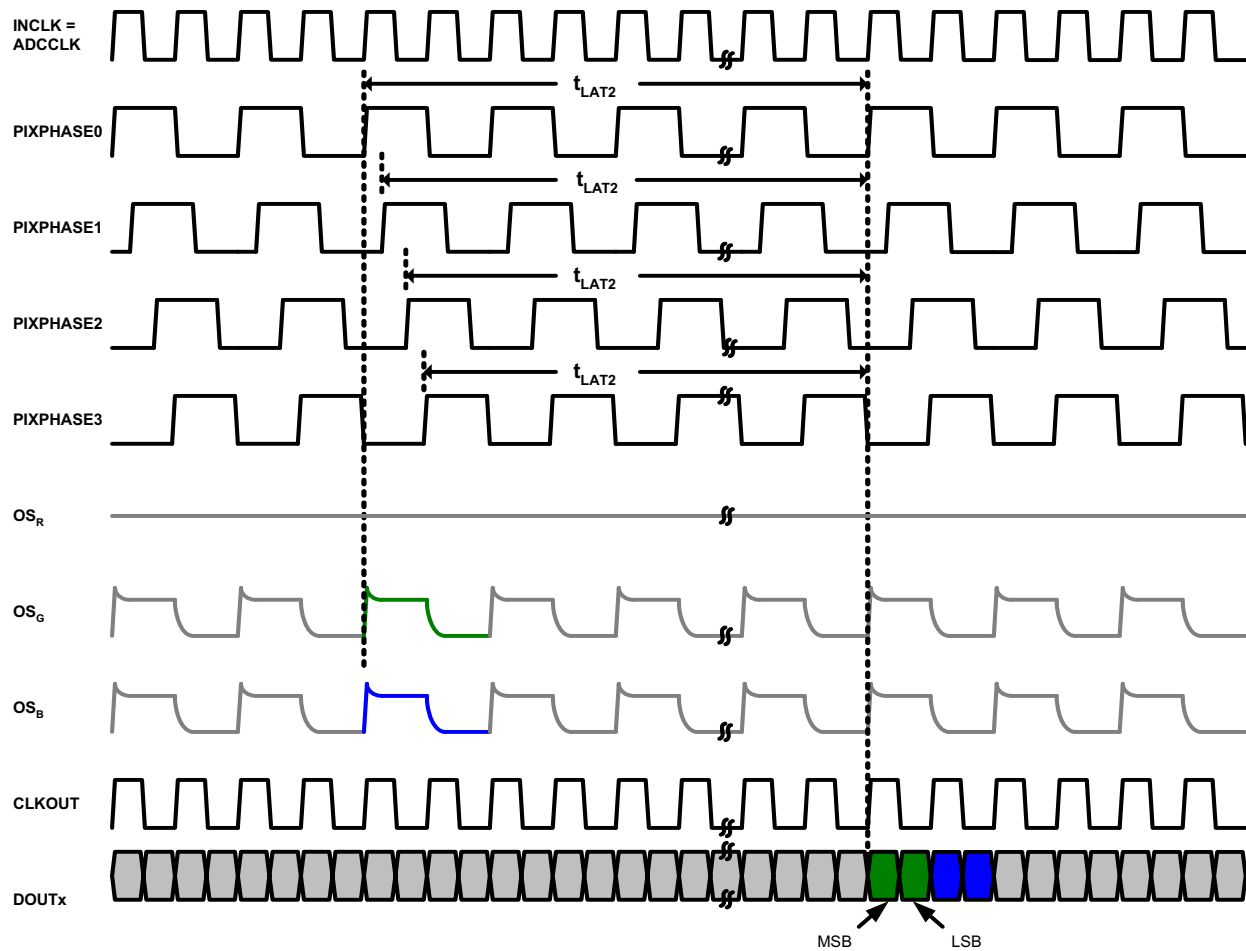 INCLK =
ADCCLK
tLAT2
PIXPHASE0
tLAT2
PIXPHASE1
tLAT2
PIXPHASE2
tLAT2
PIXPHASE3
OSR
OSG
OSB
CLKOUT
DOUTx
MSB LSB